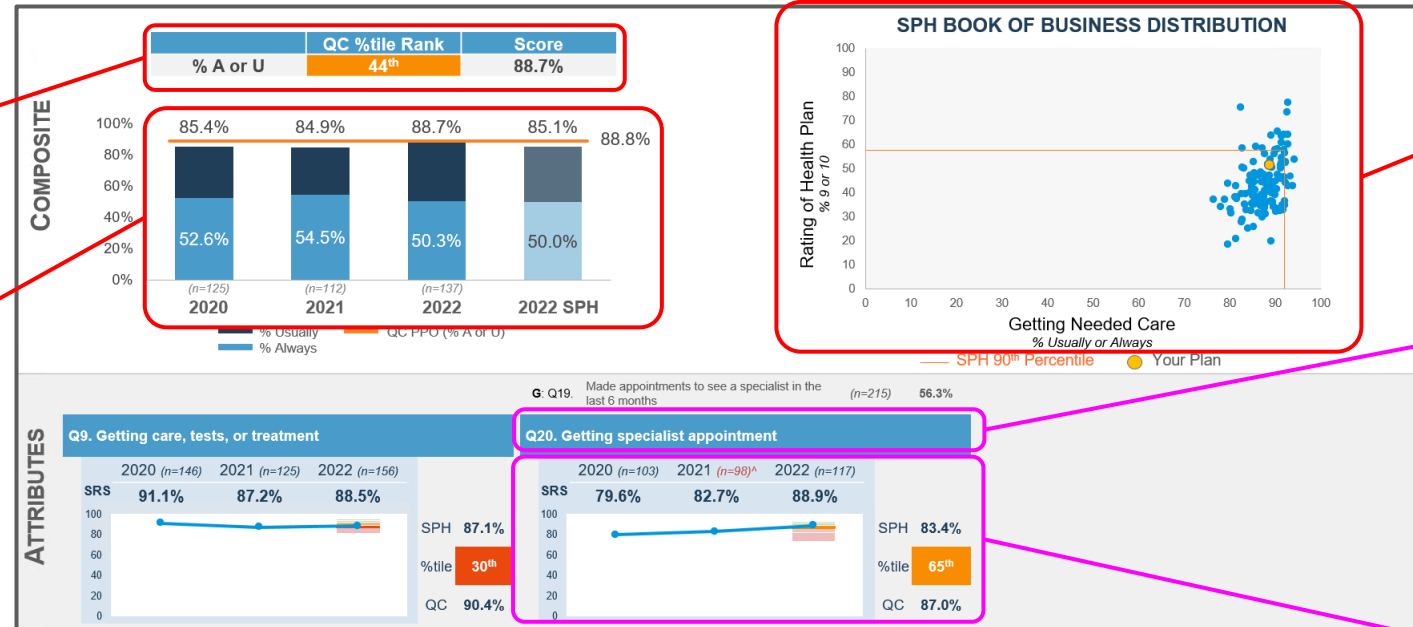 SPH BOOK OF BUSINESS DISTRIBUTION
QC %tile Rank Score
% A or U 44th 88.7%
COMPOSITE
100%
80%
60%
40%
20%
0%
85.4% 84.9% 88.7% 85.1% 88.8%
52.6% 54.5% 50.3% 50.0%
(n=125) (n=112) (n=137)
2020 2021 2022 2022 SPH
% Usually QC PPO (% A or U)
% Always
Rating of Health Plan
% 9 or 10
100
90
80
70
60
50
40
30
20
10
0
0 10 20 30 40 50 60 70 80 90 100
Getting Needed Care
% Usually or Always
SPH 90th Percentile Your Plan
G: Q19. Made appointments to see a specialist in the
last 6 months (n=215) 56.3%
ATTRIBUTES
Q9. Getting care, tests, or treatment
2020 (n=146) 2021 (n=125) 2022 (n=156)
SRS 91.1% 87.2% 88.5%
100
80
60
40
20
0
SPH 87.1%
%tile 30th
QC 90.4%
Q20. Getting specialist appointment
2020 (n=103) 2021 (n=98)^ 2022 (n=117)
SRS 79.6% 82.7% 88.9%
100
80
60
40
20
0
SPH 83.4%
%tile 65th
QC 87.0%